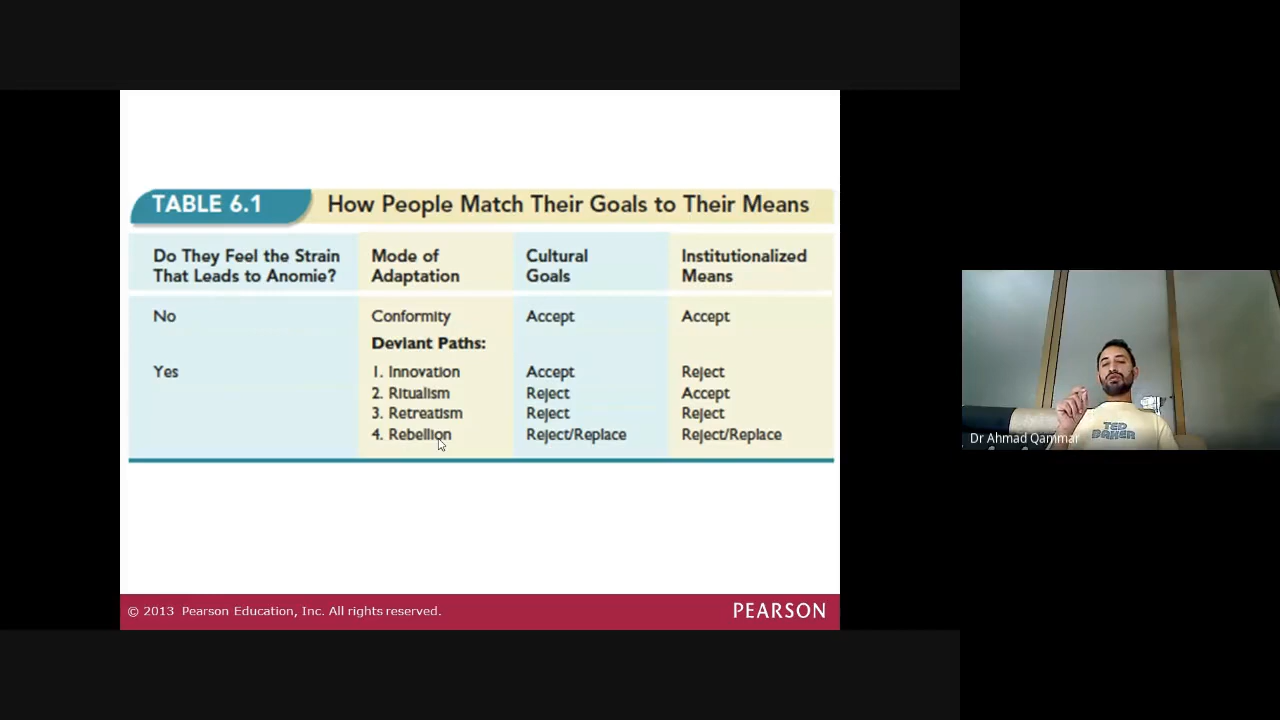 TABLE 6.1 How People Match Their Goals to Their Means
Do They Feel the Strain That Leads to Anomie?
Mode of Adaptation
Cultural Goals
Institutionalized Means
No Conformity Accept Accept
Deviant Paths:
Yes 1. Innovation Accept Reject
2. Ritualism Reject Accept
3. Retreatism Reject Reject
4. Rebellion Reject/Replace Reject/Replace
© 2013 Pearson Education, Inc. All rights reserved.
PEARSON
TED
BAKER
Dr Ahmad Qammar